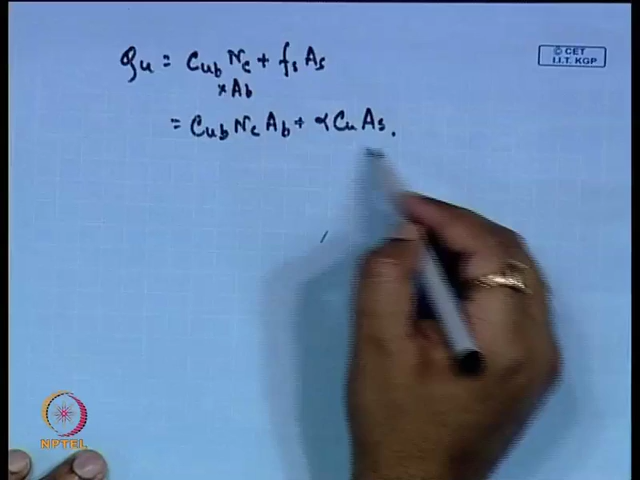 Qu = Cub Nc + fs As
× Ab
= Cub Nc Ab + α Cu As.
© CET
I.I.T. KGP
NPTEL